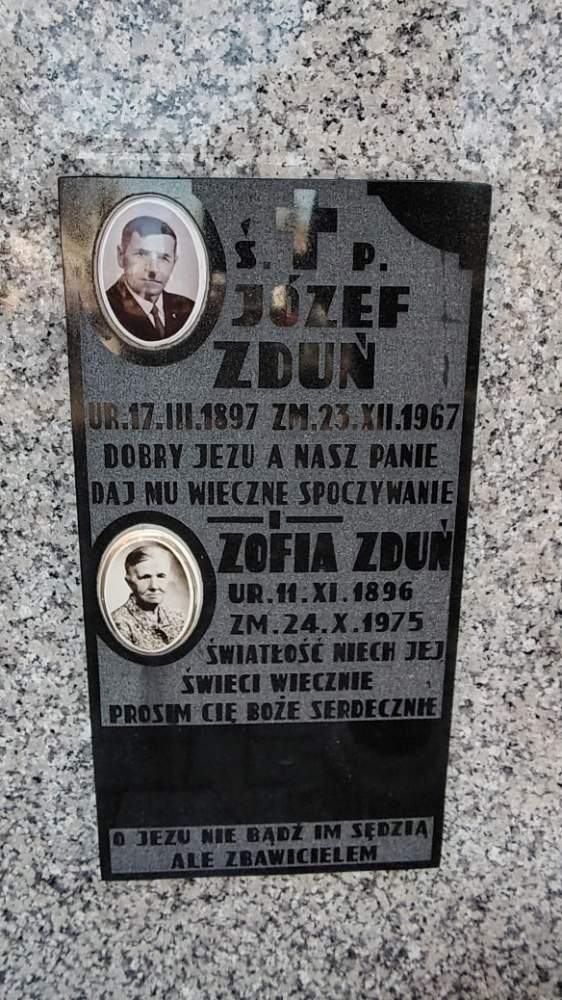 Ś. P.
JÓZEF
ZDUŃ
UR.17.III.1897 ZM.23.XII.1967
DOBRY JEZU A NASZ PANIE
DAJ MU WIECZNE SPOCZYWANIE
I
ZOFIA ZDUŃ
UR.11.XI.1896
ZM.24.X.1975
ŚWIATŁOŚĆ NIECH JEJ
ŚWIECI WIECZNIE
PROSIM CIĘ BOŻE SERDECZNIE
O JEZU NIE BĄDŹ IM SĘDZIĄ
ALE ZBAWICIELEM